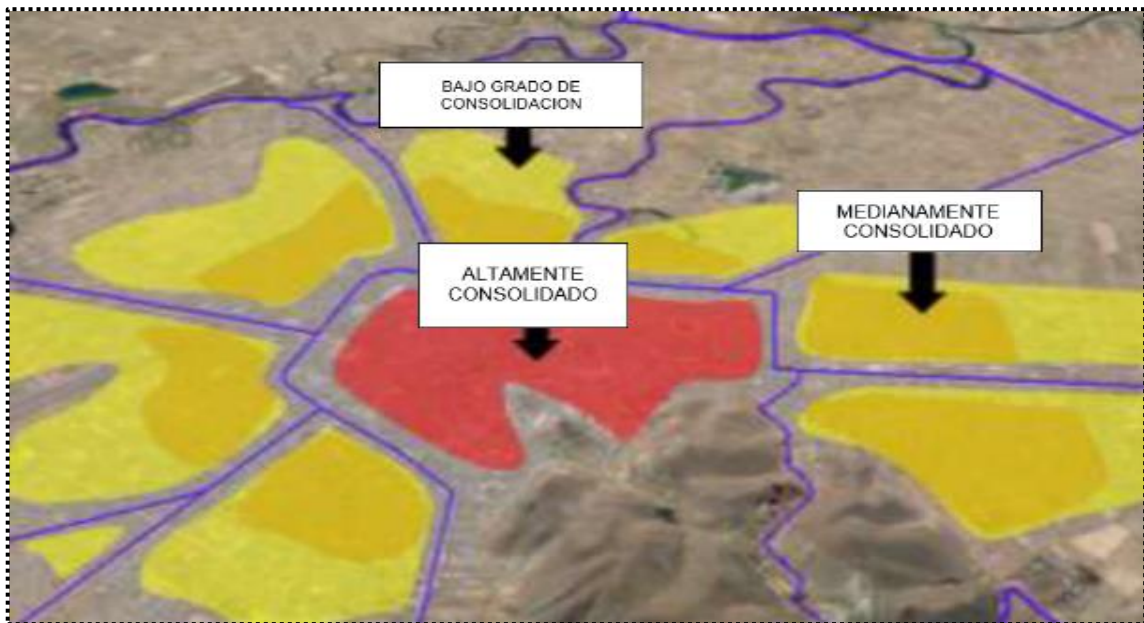 BAJO GRADO DE
CONSOLIDACION
MEDIANAMENTE
CONSOLIDADO
ALTAMENTE
CONSOLIDADO